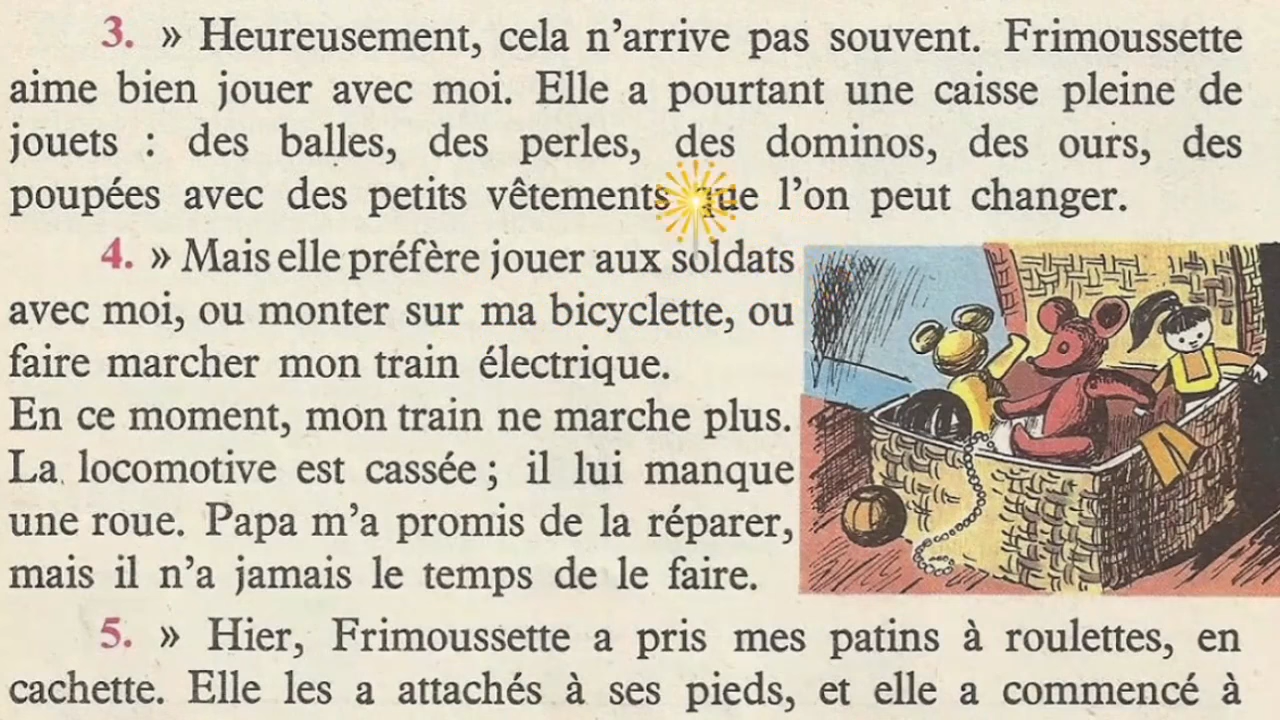 3. » Heureusement, cela n'arrive pas souvent. Frimoussette
aime bien jouer avec moi. Elle a pourtant une caisse pleine de
jouets : des balles, des perles, des dominos, des ours, des
poupées avec des petits vêtements que l'on peut changer.
4. » Mais elle préfère jouer aux soldats
avec moi, ou monter sur ma bicyclette, ou
faire marcher mon train électrique.
En ce moment, mon train ne marche plus.
La locomotive est cassée ; il lui manque
une roue. Papa m'a promis de la réparer,
mais il n'a jamais le temps de le faire.
5. » Hier, Frimoussette a pris mes patins à roulettes, en
cachette. Elle les a attachés à ses pieds, et elle a commencé à